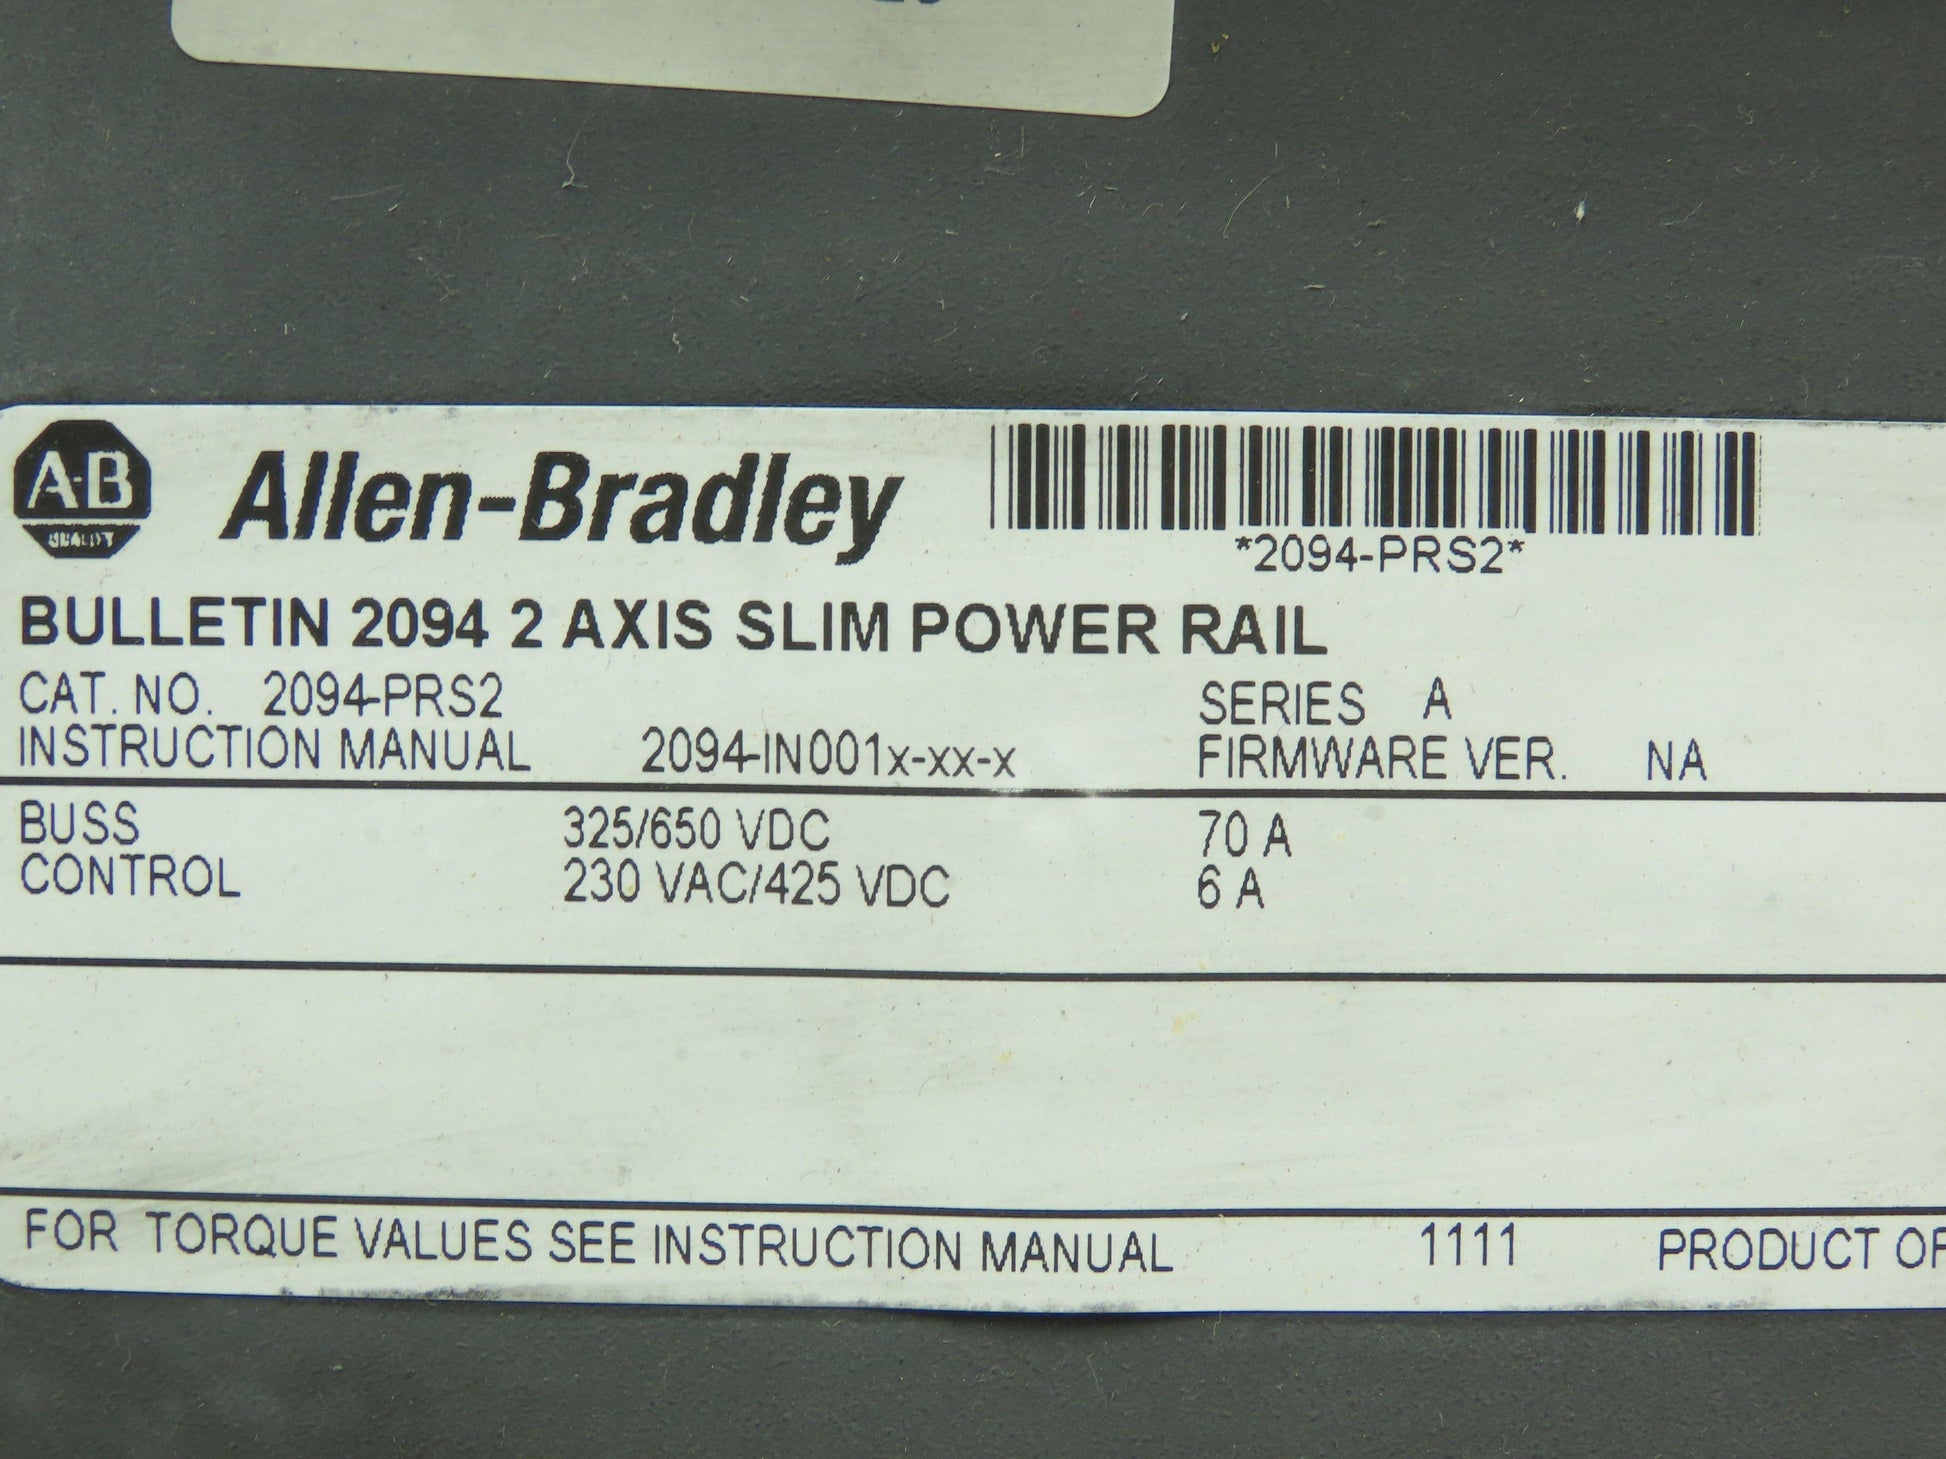 A-B
QUALITY
Allen-Bradley
*2094-PRS2*
BULLETIN 2094 2 AXIS SLIM POWER RAIL
CAT. NO. 2094-PRS2 SERIES A
INSTRUCTION MANUAL 2094-IN001x-xx-x FIRMWARE VER. NA
BUSS 325/650 VDC 70 A
CONTROL 230 VAC/425 VDC 6 A
FOR TORQUE VALUES SEE INSTRUCTION MANUAL 1111 PRODUCT OF